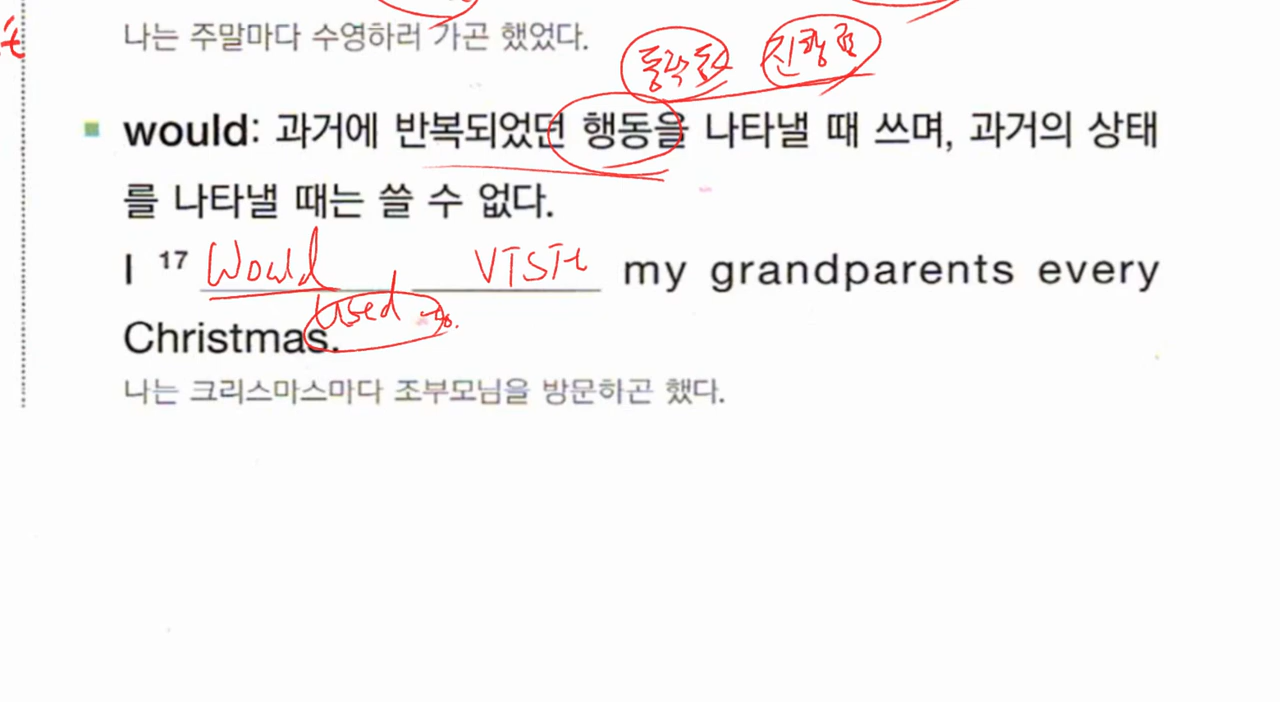 나는 주말마다 수영하러 가곤 했었다.
동작 O 진행 O
would: 과거에 반복되었던 행동을 나타낼 때 쓰며, 과거의 상태
를 나타낼 때는 쓸 수 없다.
I 17 Would visit my grandparents every
used to.
Christmas.
나는 크리스마스마다 조부모님을 방문하곤 했다.